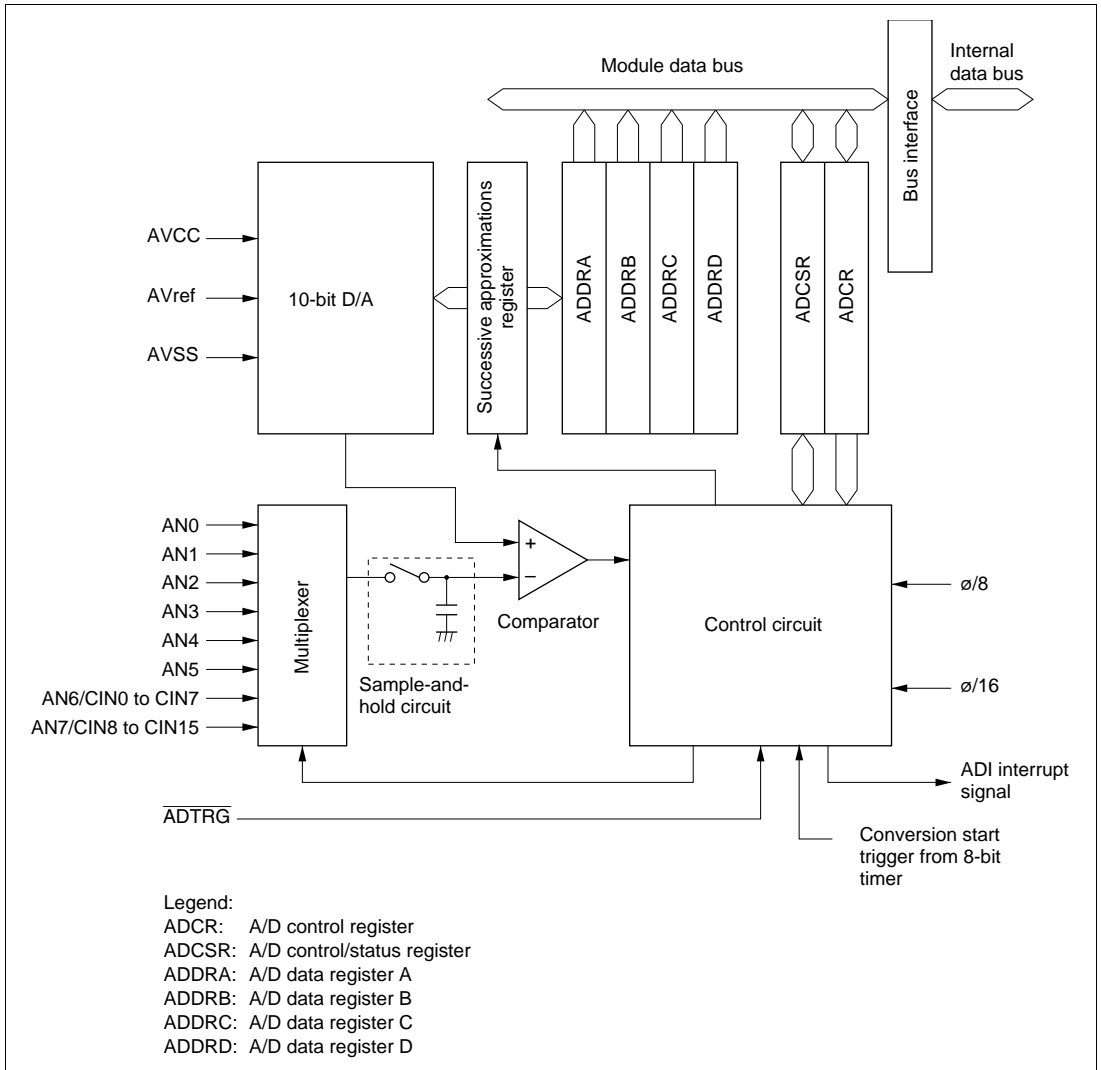 Module data bus
Internal
data bus
Bus interface
AVCC
AVref
AVSS
10-bit D/A
Successive approximations
register
ADDRA
ADDRB
ADDRC
ADDRD
ADCSR
ADCR
AN0
AN1
AN2
AN3
AN4
AN5
AN6/CIN0 to CIN7
AN7/CIN8 to CIN15
Multiplexer
Sample-and-
hold circuit
+
−
Comparator
Control circuit
ø/8
ø/16
ADI interrupt
signal
ADTRG
Conversion start
trigger from 8-bit
timer
Legend:
ADCR: A/D control register
ADCSR: A/D control/status register
ADDRA: A/D data register A
ADDRB: A/D data register B
ADDRC: A/D data register C
ADDRD: A/D data register D